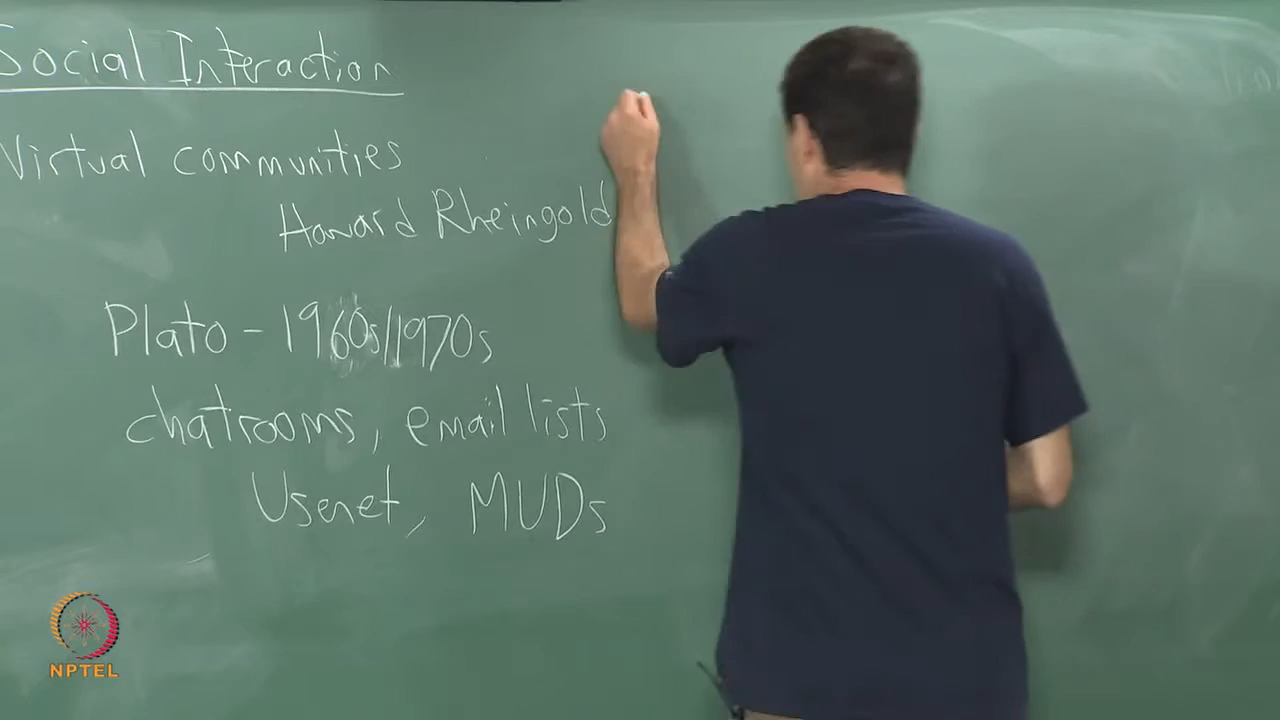 Social Interaction
Virtual communities
Howard Rheingold
Plato - 1960s/1970s
chatrooms, email lists
Usenet, MUDs
NPTEL